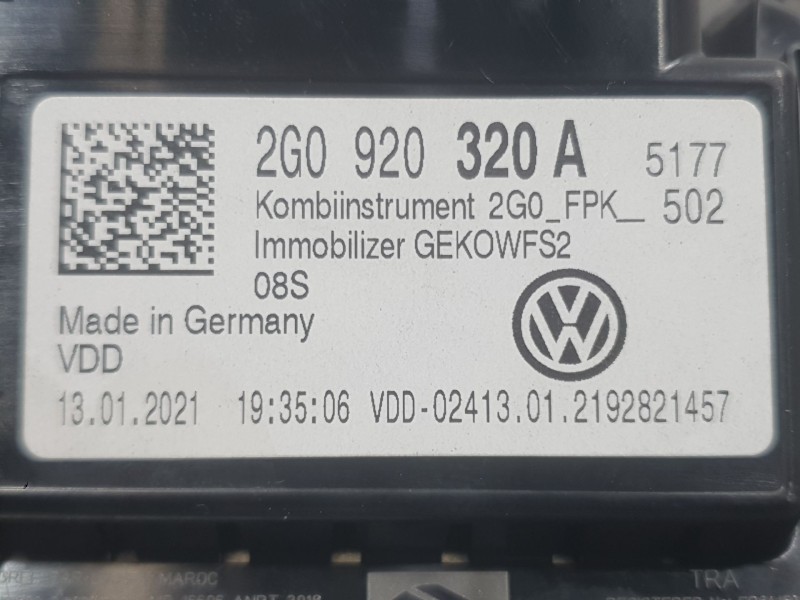 2G0 920 320 A 5177
Kombiinstrument 2G0_FPK_ 502
Immobilizer GEKOWFS2
08S
Made in Germany
VDD
13.01.2021 19:35:06 VDD-02413.01.2192821457
MAROC
TRA